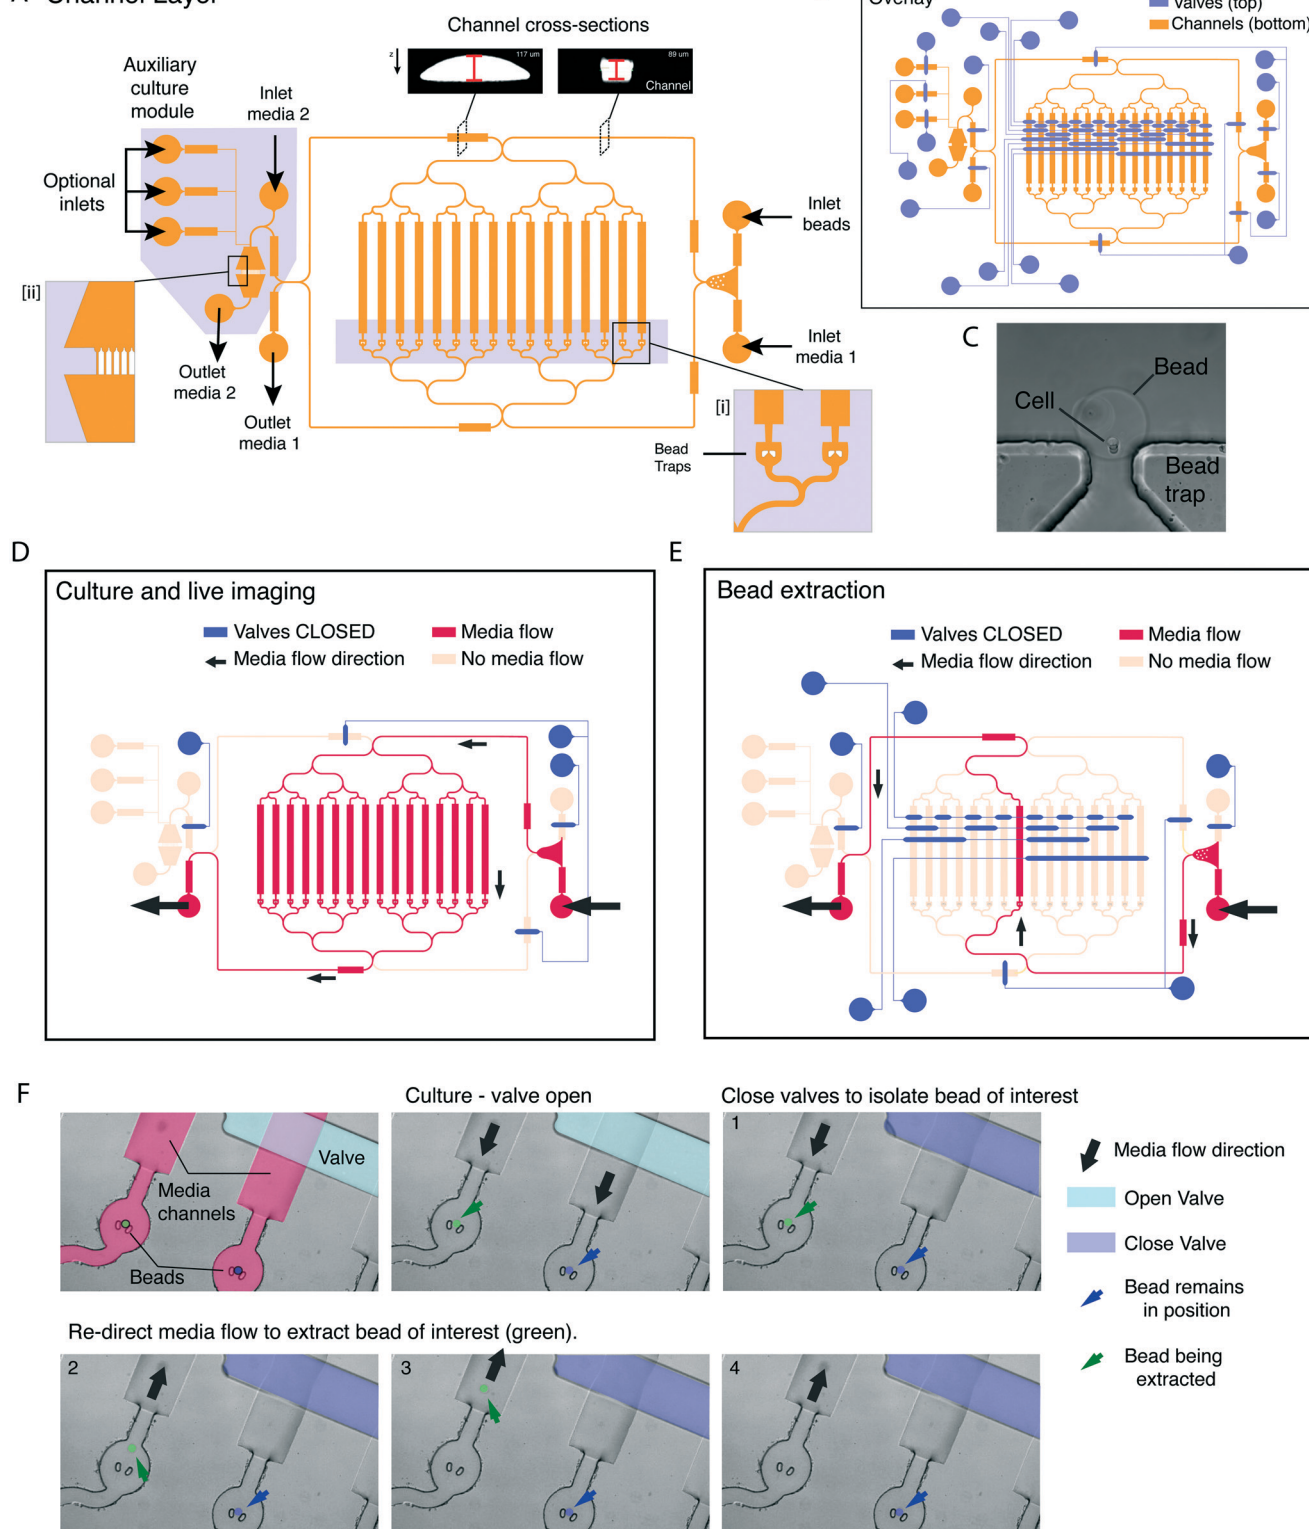 Channel Layer
Channel cross-sections
z
117 um
89 um
Channel
Auxiliary
culture
module
Inlet
media 2
Optional
inlets
[ii]
Outlet
media 2
Outlet
media 1
Inlet
beads
Inlet
media 1
[i]
Bead
Traps
Overlay
Valves (top)
Channels (bottom)
C
Bead
Cell
Bead
trap
D
Culture and live imaging
Valves CLOSED
Media flow
Media flow direction
No media flow
E
Bead extraction
Valves CLOSED
Media flow
Media flow direction
No media flow
F
Culture - valve open
Close valves to isolate bead of interest
Valve
Media
channels
Beads
1
Media flow direction
Open Valve
Close Valve
Bead remains
in position
Bead being
extracted
Re-direct media flow to extract bead of interest (green).
2
3
4